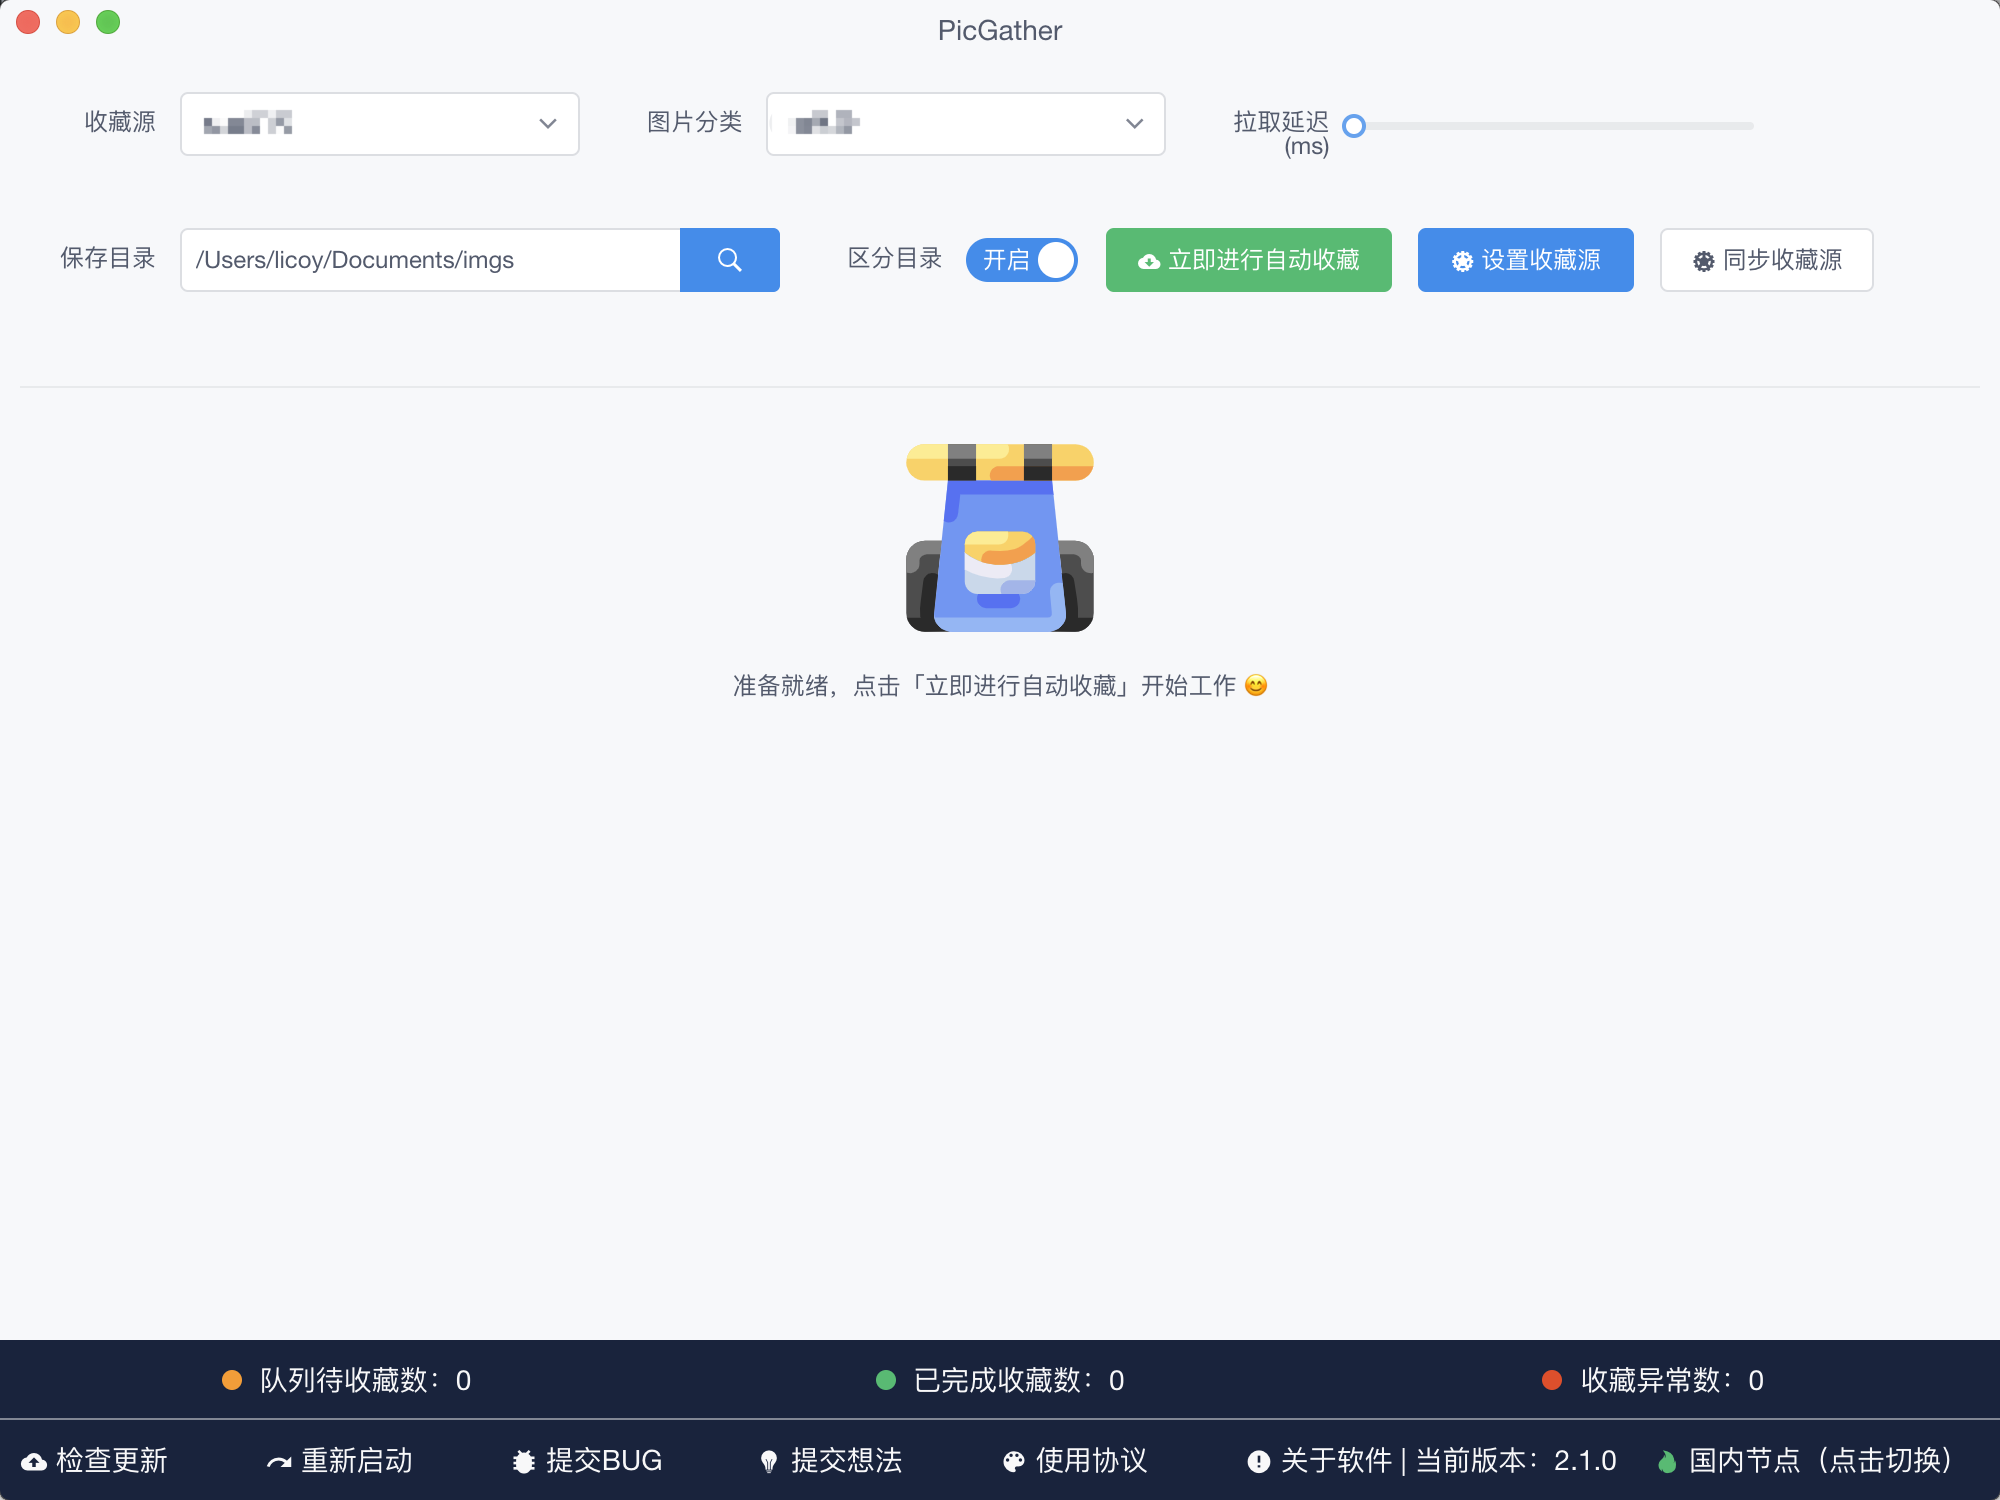 PicGather
收藏源
图片分类
拉取延迟
(ms)
保存目录 /Users/licoy/Documents/imgs
区分目录 开启
立即进行自动收藏
设置收藏源
同步收藏源
准备就绪，点击「立即进行自动收藏」开始工作 😊
队列待收藏数：0
已完成收藏数：0
收藏异常数：0
检查更新
重新启动
提交BUG
提交想法
使用协议
关于软件 | 当前版本：2.1.0
国内节点（点击切换）